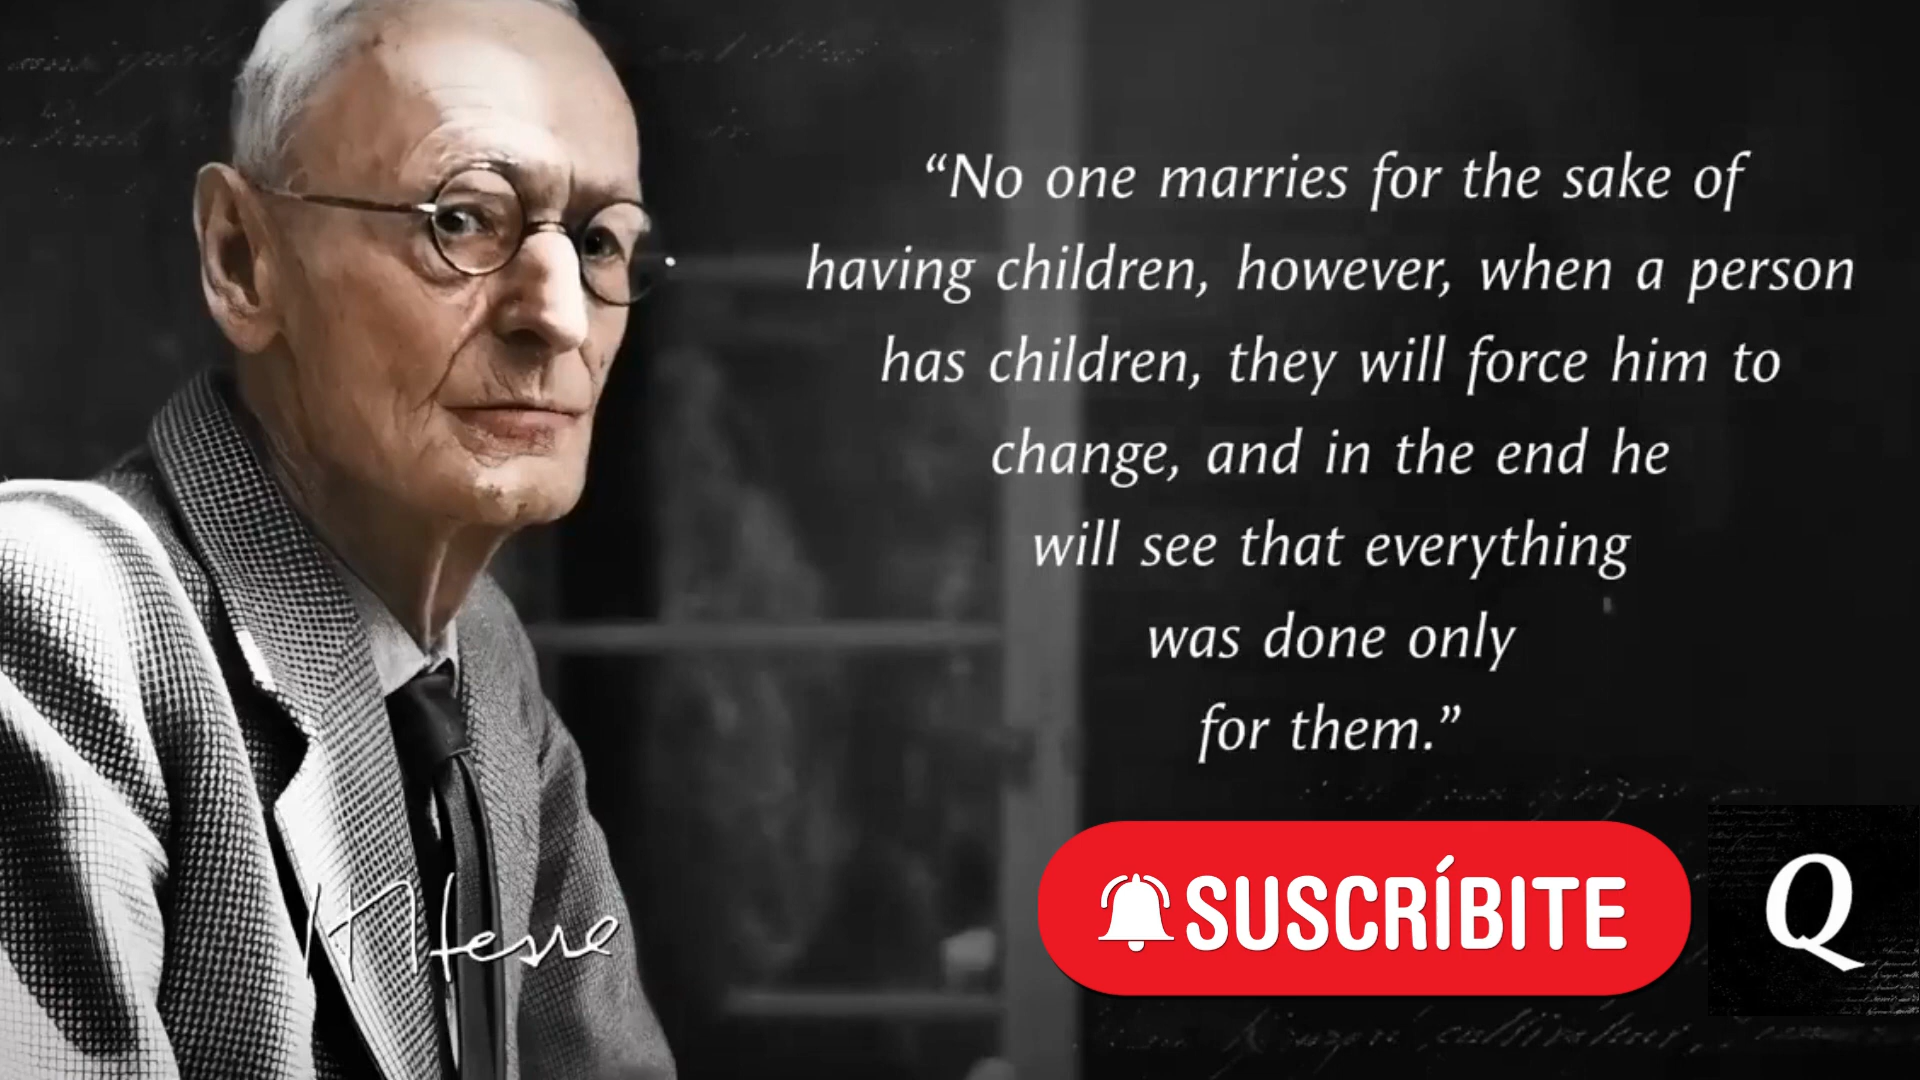 “No one marries for the sake of
having children, however, when a person
has children, they will force him to
change, and in the end he
will see that everything
was done only
for them.”
HHesse
SUSCRÍBITE
Q